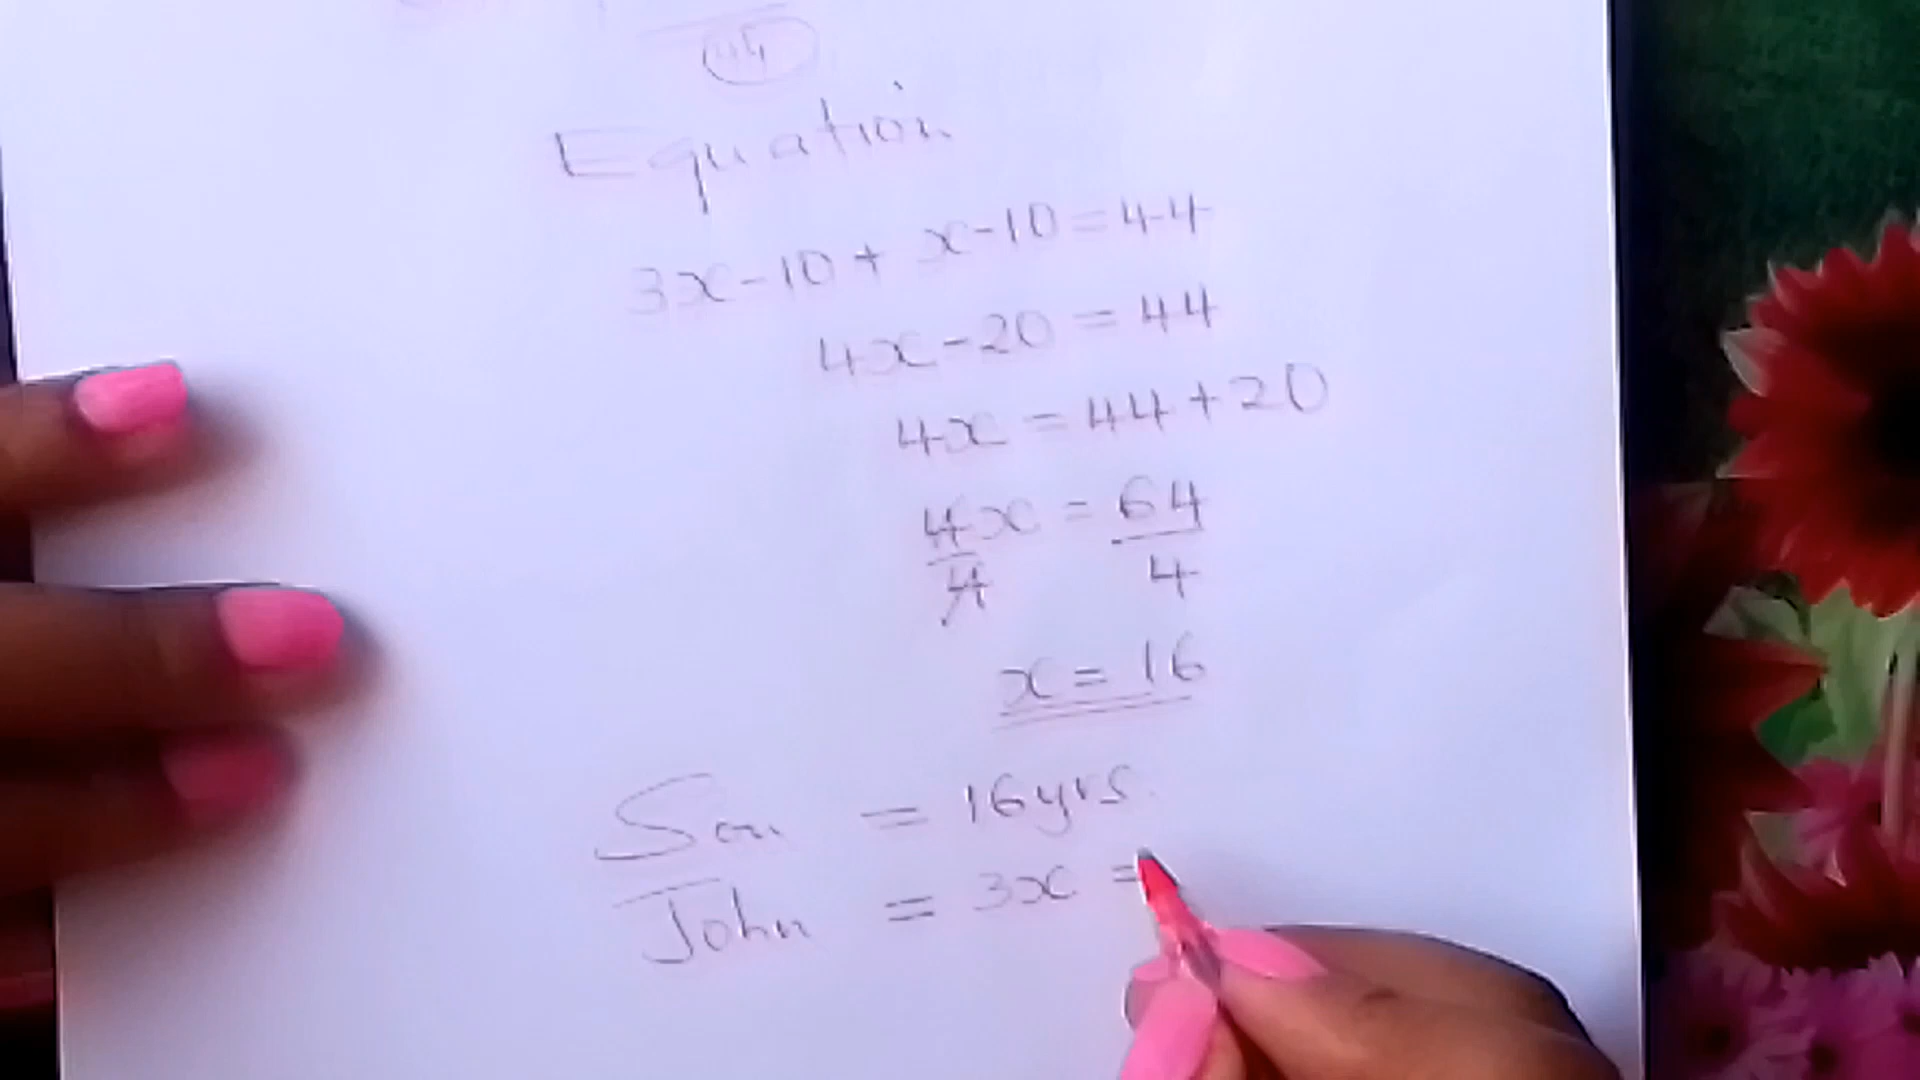 44
Equation
3x-10+ x-10=44
4x-20 = 44
4x = 44+20
4x = 64
4 4
x = 16
Son = 16yrs.
John = 3x =